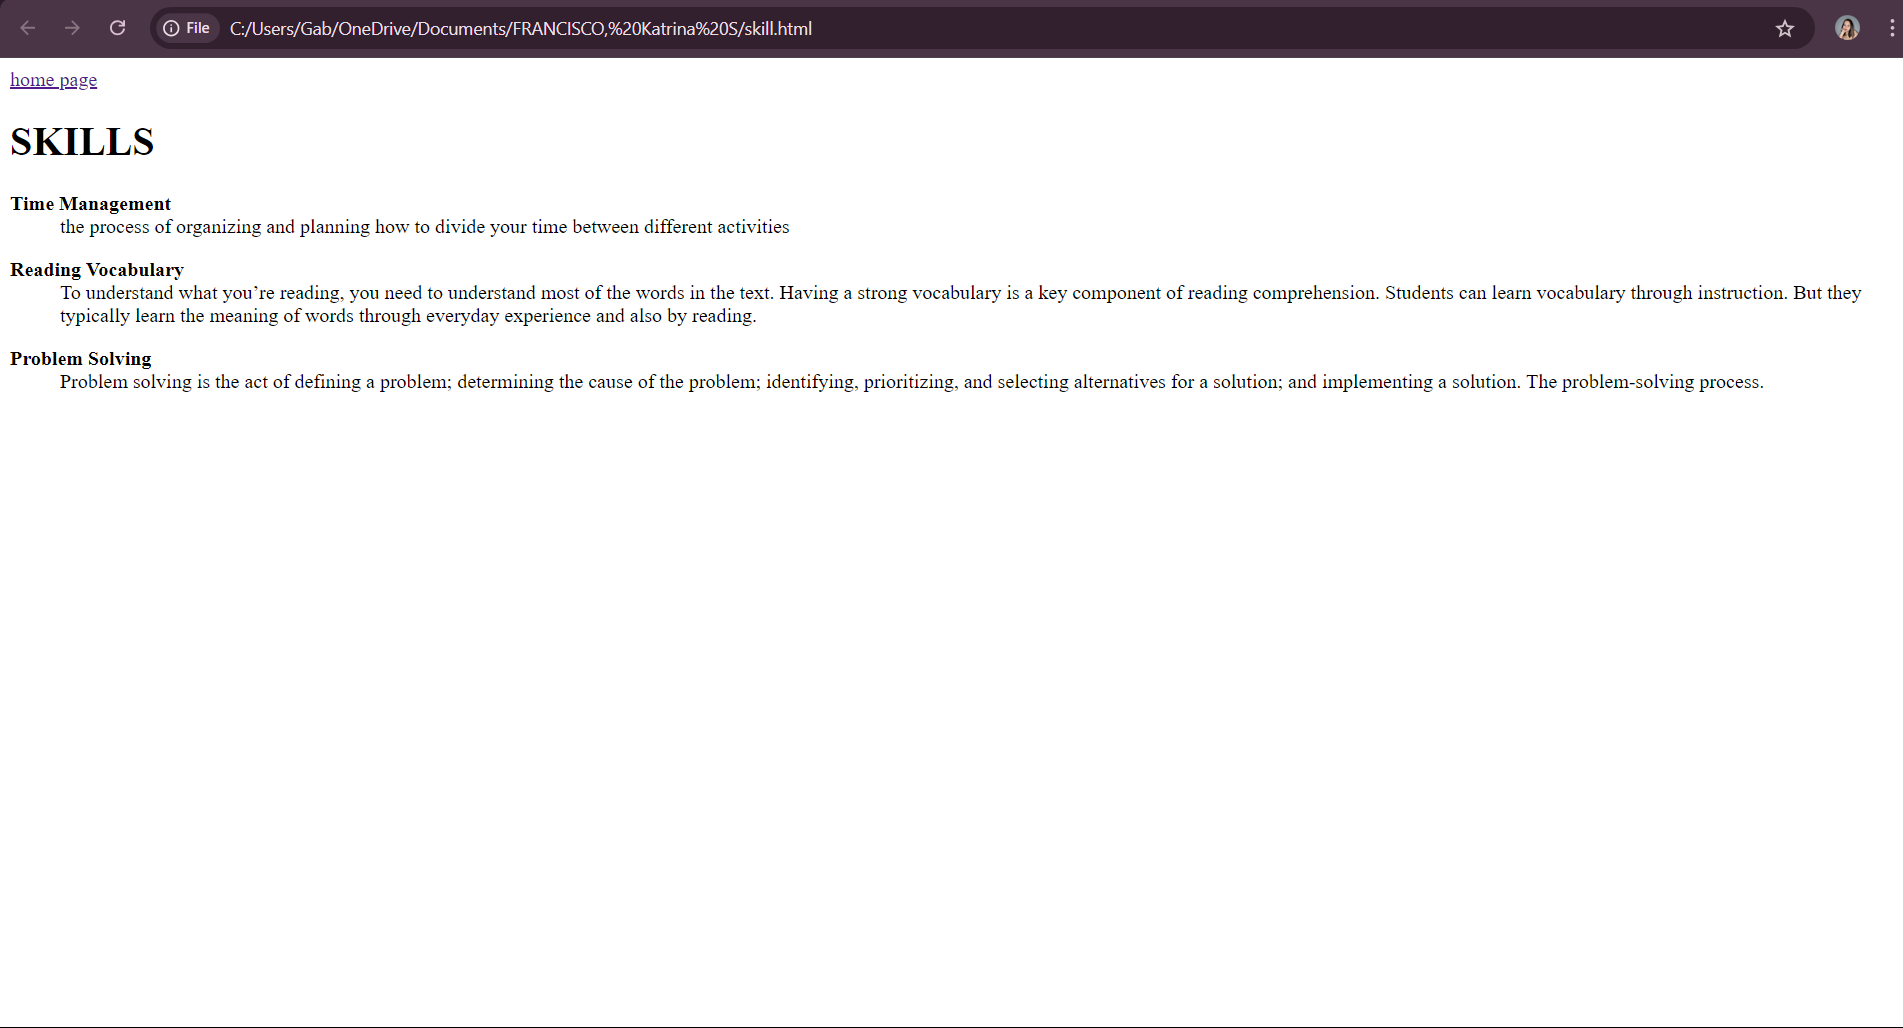 File C:/Users/Gab/OneDrive/Documents/FRANCISCO,%20Katrina%20S/skill.html
home page
SKILLS
Time Management
the process of organizing and planning how to divide your time between different activities
Reading Vocabulary
To understand what you’re reading, you need to understand most of the words in the text. Having a strong vocabulary is a key component of reading comprehension. Students can learn vocabulary through instruction. But they
typically learn the meaning of words through everyday experience and also by reading.
Problem Solving
Problem solving is the act of defining a problem; determining the cause of the problem; identifying, prioritizing, and selecting alternatives for a solution; and implementing a solution. The problem-solving process.